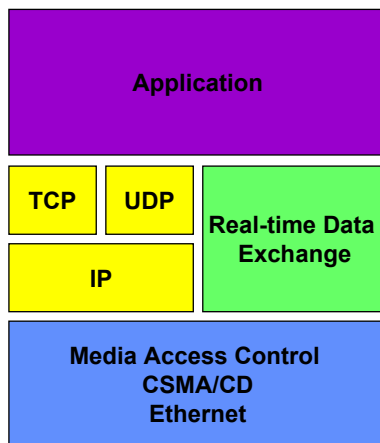 Application
TCP
UDP
Real-time Data
Exchange
IP
Media Access Control
CSMA/CD
Ethernet